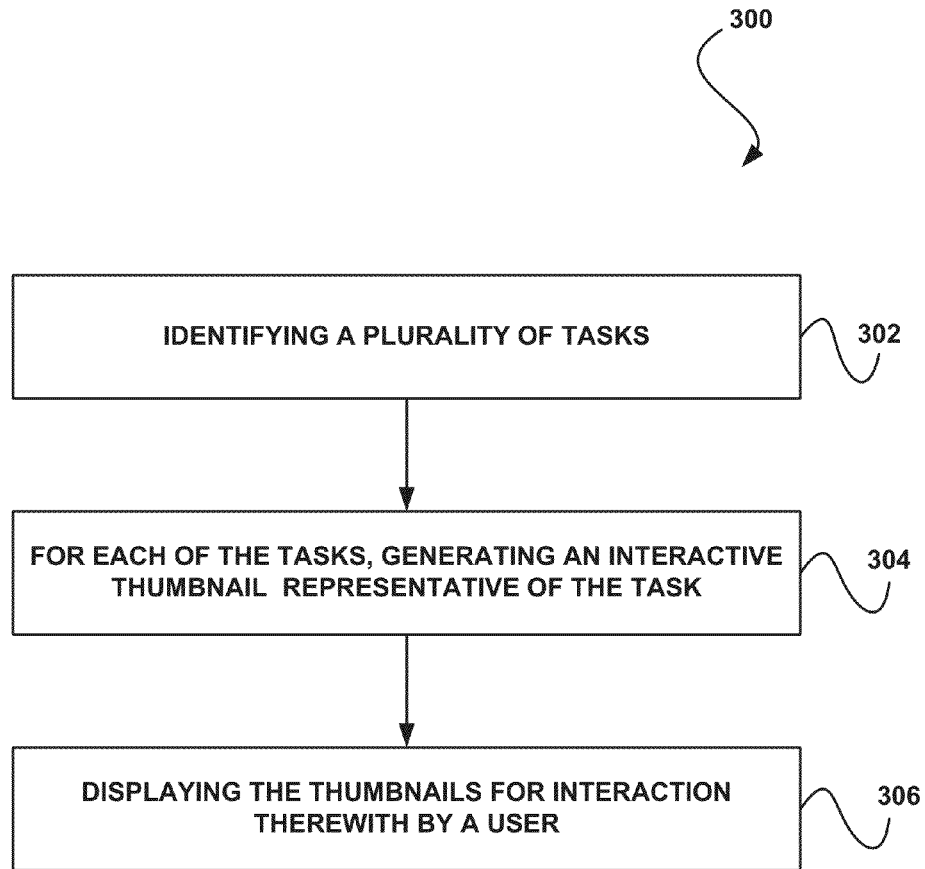 300
IDENTIFYING A PLURALITY OF TASKS
302
FOR EACH OF THE TASKS, GENERATING AN INTERACTIVE
THUMBNAIL REPRESENTATIVE OF THE TASK
304
DISPLAYING THE THUMBNAILS FOR INTERACTION
THEREWITH BY A USER
306